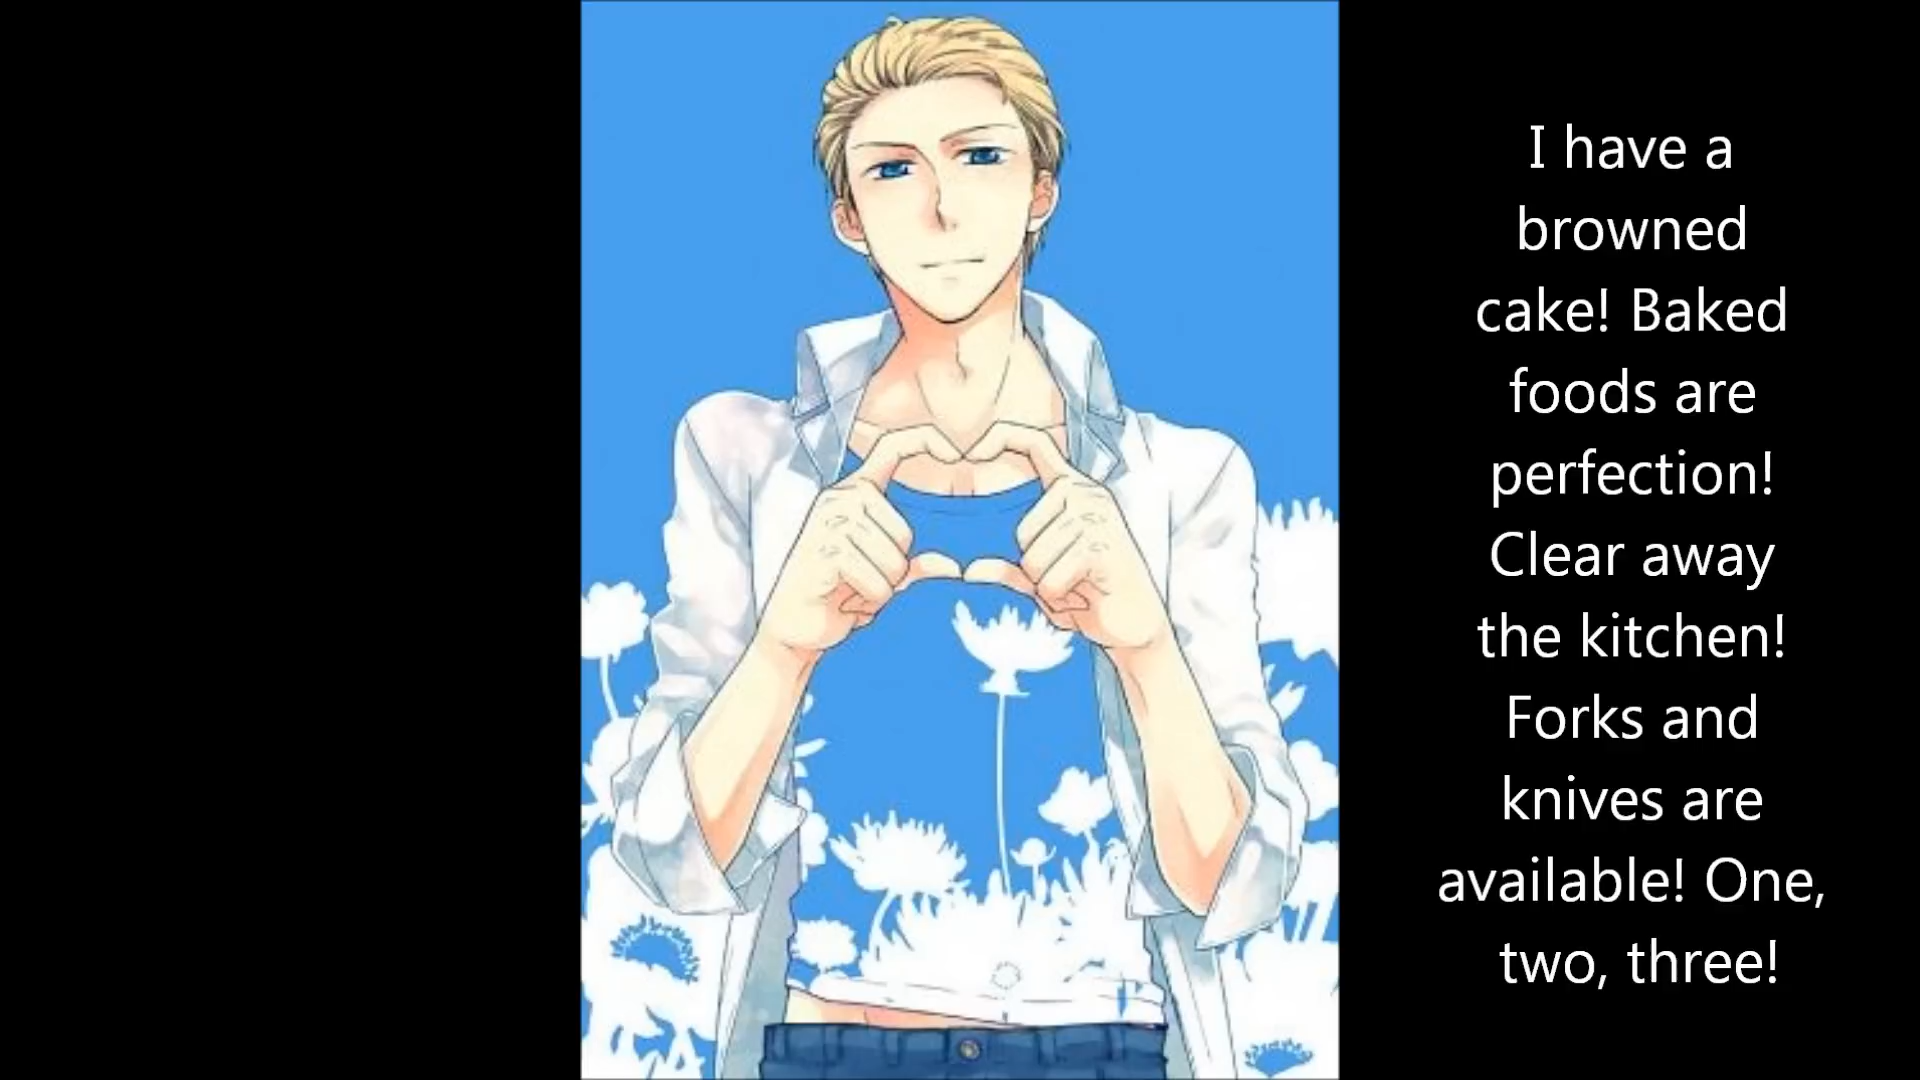 I have a
browned
cake! Baked
foods are
perfection!
Clear away
the kitchen!
Forks and
knives are
available! One,
two, three!